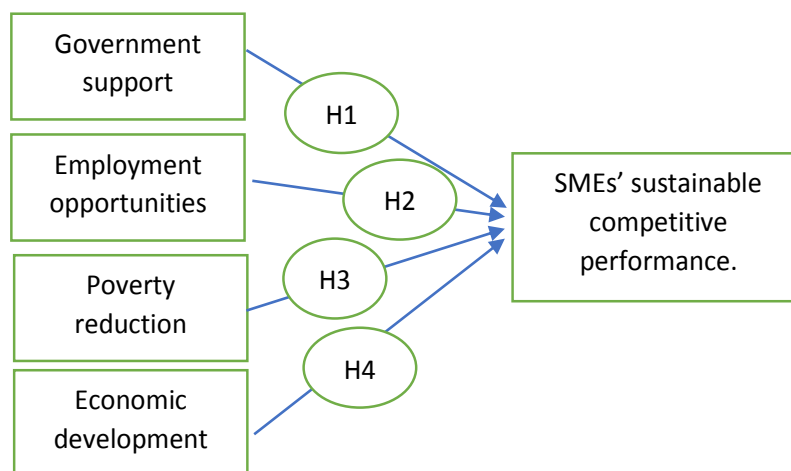 Government
support
H1
Employment
opportunities
H2
SMEs’ sustainable
competitive
performance.
Poverty
reduction
H3
Economic
development
H4